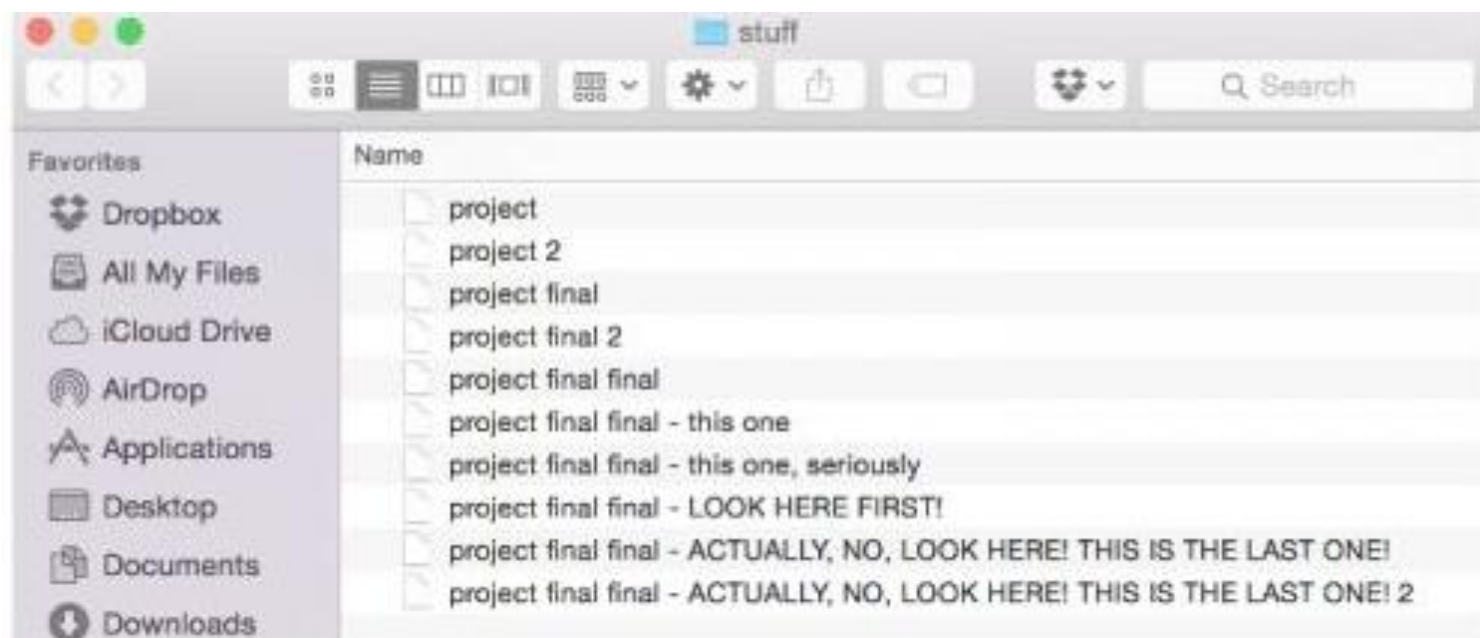 stuff
Search
Favorites
Dropbox
All My Files
iCloud Drive
AirDrop
Applications
Desktop
Documents
Downloads
Name
project
project 2
project final
project final 2
project final final
project final final - this one
project final final - this one, seriously
project final final - LOOK HERE FIRST!
project final final - ACTUALLY, NO, LOOK HERE! THIS IS THE LAST ONE!
project final final - ACTUALLY, NO, LOOK HERE! THIS IS THE LAST ONE! 2